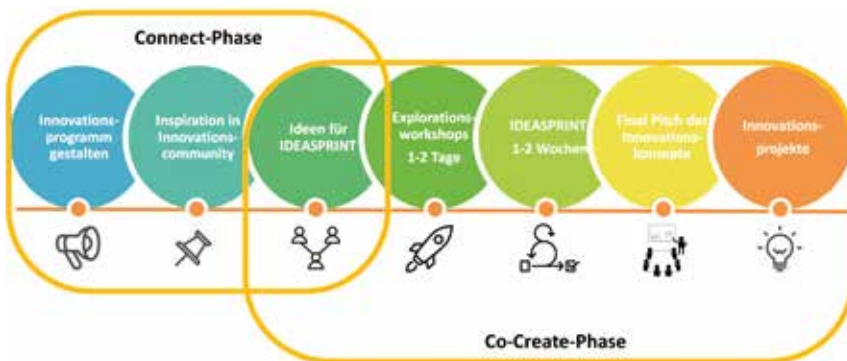 Connect-Phase
Innovations-
programm
gestalten
Inspiration in
Innovations-
community
Ideen für
IDEASPRINT
Explorations-
workshops
1-2 Tage
IDEASPRINT
1-2 Wochen
Final Pitch der
Innovations-
konzepte
Innovations-
projekte
Co-Create-Phase